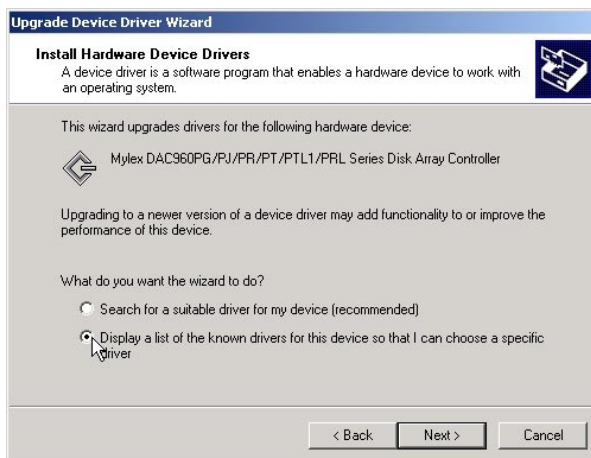 Upgrade Device Driver Wizard
Install Hardware Device Drivers
A device driver is a software program that enables a hardware device to work with
an operating system.
This wizard upgrades drivers for the following hardware device:
Mylex DAC960PG/PJ/PR/PT/PTL1/PRL Series Disk Array Controller
Upgrading to a newer version of a device driver may add functionality to or improve the
performance of this device.
What do you want the wizard to do?
Search for a suitable driver for my device (recommended)
Display a list of the known drivers for this device so that I can choose a specific
driver
< Back Next > Cancel